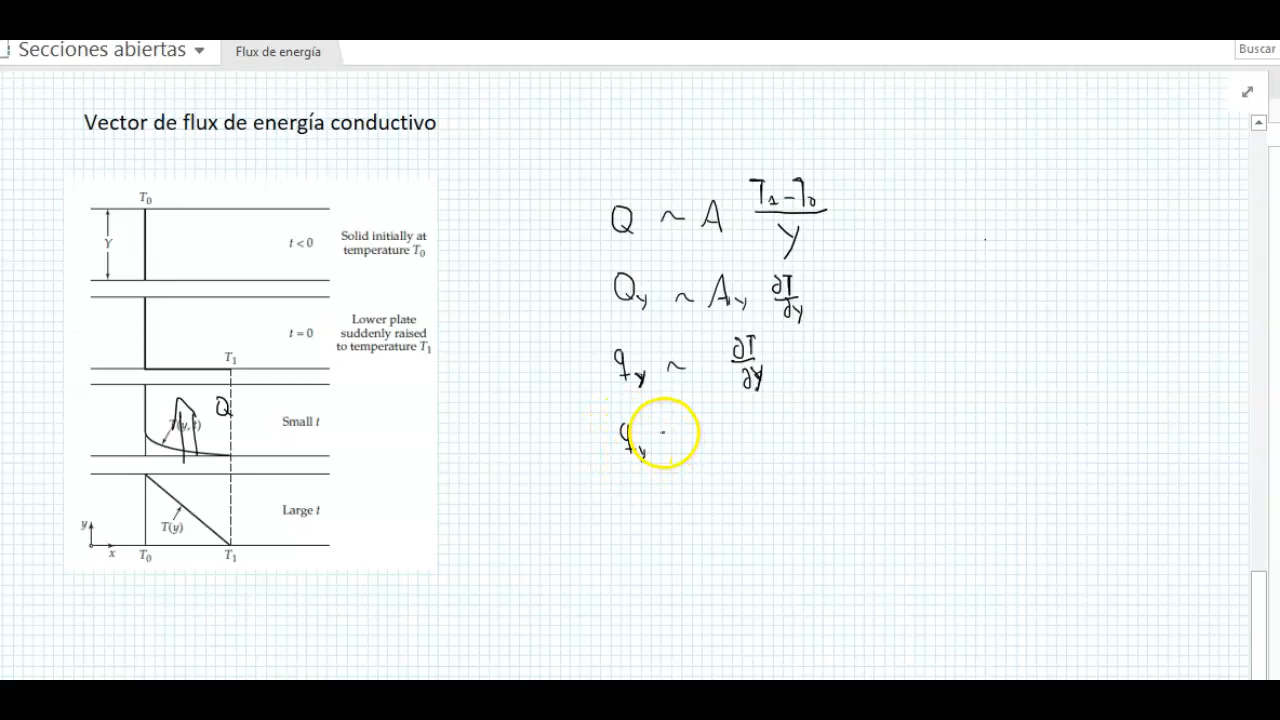 Secciones abiertas
Flux de energía
Buscar
Vector de flux de energía conductivo
T0
Y
t < 0
Solid initially at
temperature T0
t = 0
Lower plate
suddenly raised
to temperature T1
T1
Q
T(y, t)
Small t
y
T(y)
Large t
x
T0
T1
Q ~ A (T1 - T0)/Y
Qy ~ Ay ∂T/∂y
qy ~ ∂T/∂y
qy